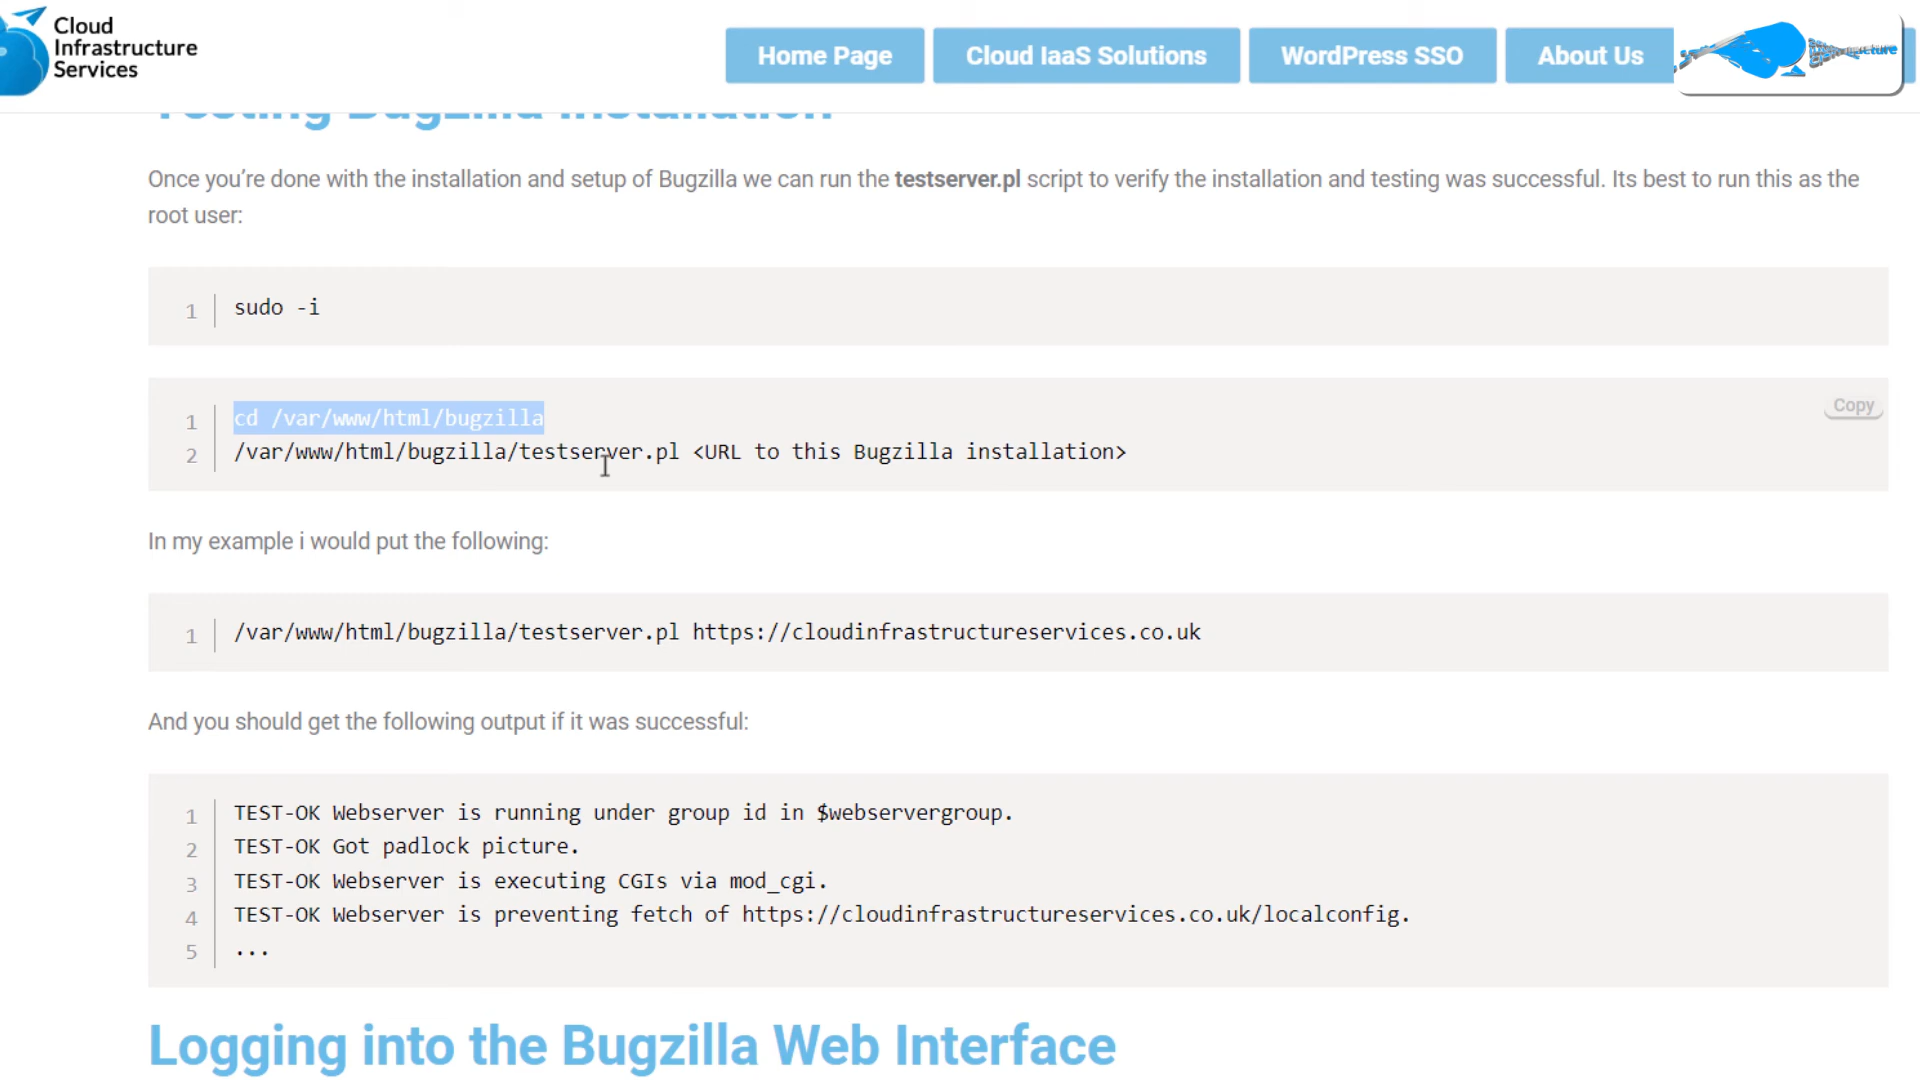 Cloud
Infrastructure
Services
Home Page
Cloud IaaS Solutions
WordPress SSO
About Us
Testing Bugzilla Installation
Once you’re done with the installation and setup of Bugzilla we can run the testserver.pl script to verify the installation and testing was successful. Its best to run this as the
root user:
1 sudo -i
Copy
1 cd /var/www/html/bugzilla
2 /var/www/html/bugzilla/testserver.pl <URL to this Bugzilla installation>
In my example i would put the following:
1 /var/www/html/bugzilla/testserver.pl https://cloudinfrastructureservices.co.uk
And you should get the following output if it was successful:
1 TEST-OK Webserver is running under group id in $webservergroup.
2 TEST-OK Got padlock picture.
3 TEST-OK Webserver is executing CGIs via mod_cgi.
4 TEST-OK Webserver is preventing fetch of https://cloudinfrastructureservices.co.uk/localconfig.
5 ...
Logging into the Bugzilla Web Interface